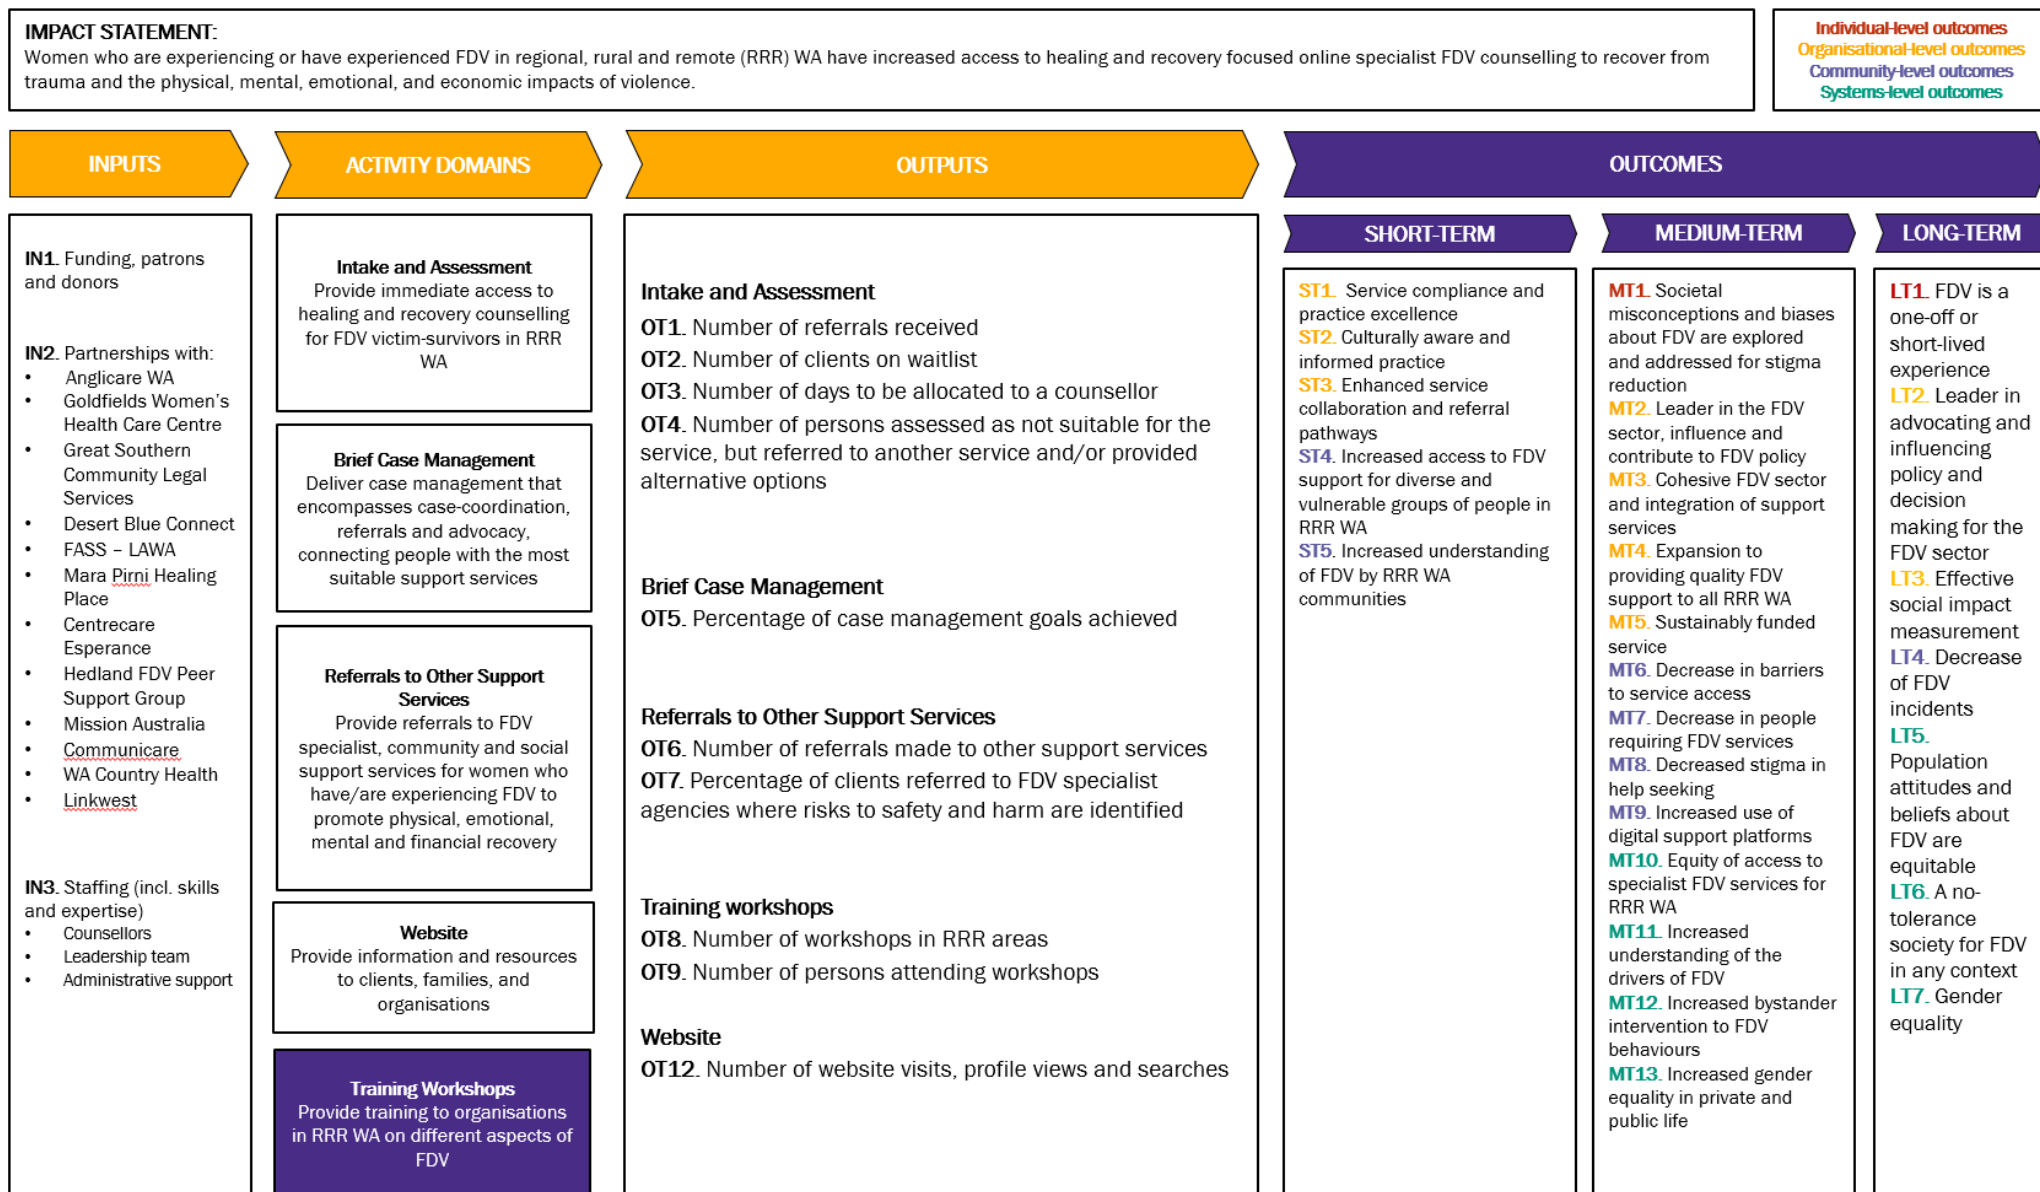 IMPACT STATEMENT:
Women who are experiencing or have experienced FDV in regional, rural and remote (RRR) WA have increased access to healing and recovery focused online specialist FDV counselling to recover from
trauma and the physical, mental, emotional, and economic impacts of violence.
Individual-level outcomes
Organisational-level outcomes
Community-level outcomes
Systems-level outcomes
INPUTS
IN1. Funding, patrons
and donors
IN2. Partnerships with:
• Anglicare WA
• Goldfields Women's
Health Care Centre
• Great Southern
Community Legal
Services
• Desert Blue Connect
• FASS – LAWA
• Mara Pirni Healing
Place
• Centrecare
Esperance
• Hedland FDV Peer
Support Group
• Mission Australia
• Communicare
• WA Country Health
• Linkwest
IN3. Staffing (incl. skills
and expertise)
• Counsellors
• Leadership team
• Administrative support
ACTIVITY DOMAINS
Intake and Assessment
Provide immediate access to
healing and recovery counselling
for FDV victim-survivors in RRR
WA
Brief Case Management
Deliver case management that
encompasses case-coordination,
referrals and advocacy,
connecting people with the most
suitable support services
Referrals to Other Support
Services
Provide referrals to FDV
specialist, community and social
support services for women who
have/are experiencing FDV to
promote physical, emotional,
mental and financial recovery
Website
Provide information and resources
to clients, families, and
organisations
Training Workshops
Provide training to organisations
in RRR WA on different aspects of
FDV
OUTPUTS
Intake and Assessment
OT1. Number of referrals received
OT2. Number of clients on waitlist
OT3. Number of days to be allocated to a counsellor
OT4. Number of persons assessed as not suitable for the
service, but referred to another service and/or provided
alternative options
Brief Case Management
OT5. Percentage of case management goals achieved
Referrals to Other Support Services
OT6. Number of referrals made to other support services
OT7. Percentage of clients referred to FDV specialist
agencies where risks to safety and harm are identified
Training workshops
OT8. Number of workshops in RRR areas
OT9. Number of persons attending workshops
Website
OT12. Number of website visits, profile views and searches
OUTCOMES
SHORT-TERM
ST1. Service compliance and
practice excellence
ST2. Culturally aware and
informed practice
ST3. Enhanced service
collaboration and referral
pathways
ST4. Increased access to FDV
support for diverse and
vulnerable groups of people in
RRR WA
ST5. Increased understanding
of FDV by RRR WA
communities
MEDIUM-TERM
MT1. Societal
misconceptions and biases
about FDV are explored
and addressed for stigma
reduction
MT2. Leader in the FDV
sector, influence and
contribute to FDV policy
MT3. Cohesive FDV sector
and integration of support
services
MT4. Expansion to
providing quality FDV
support to all RRR WA
MT5. Sustainably funded
service
MT6. Decrease in barriers
to service access
MT7. Decrease in people
requiring FDV services
MT8. Decreased stigma in
help seeking
MT9. Increased use of
digital support platforms
MT10. Equity of access to
specialist FDV services for
RRR WA
MT11. Increased
understanding of the
drivers of FDV
MT12. Increased bystander
intervention to FDV
behaviours
MT13. Increased gender
equality in private and
public life
LONG-TERM
LT1. FDV is a
one-off or
short-lived
experience
LT2. Leader in
advocating and
influencing
policy and
decision
making for the
FDV sector
LT3. Effective
social impact
measurement
LT4. Decrease
of FDV
incidents
LT5.
Population
attitudes and
beliefs about
FDV are
equitable
LT6. A no-
tolerance
society for FDV
in any context
LT7. Gender
equality